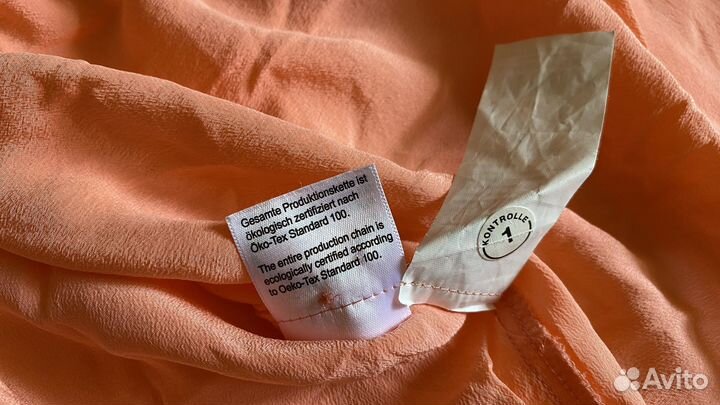 Gesamte Produktionskette ist
ökologisch zertifiziert nach
Öko-Tex Standard 100.
The entire production chain is
ecologically certified according
to Oeko-Tex Standard 100.
KONTROLLE
1
Avito